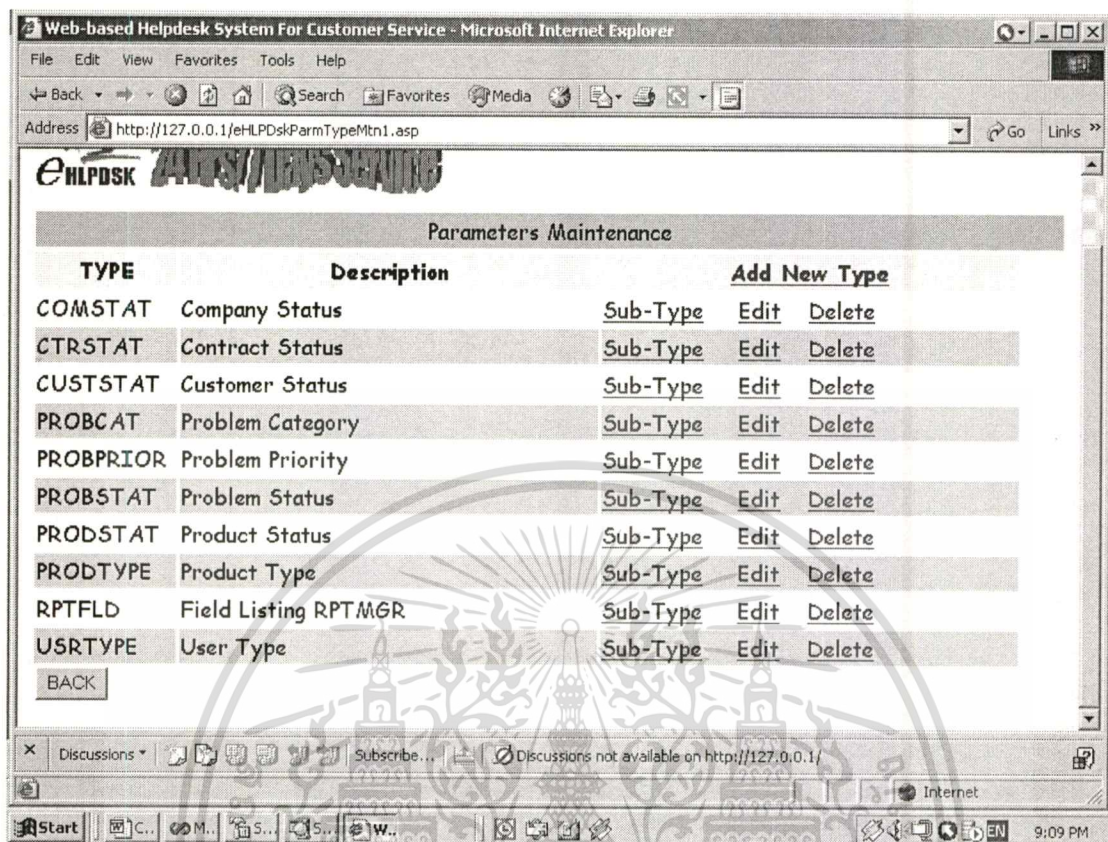 Web-based Helpdesk System For Customer Service - Microsoft Internet Explorer
File Edit View Favorites Tools Help
Back Search Favorites Media
Address http://127.0.0.1/eHLPDskParmTypeMtn1.asp Go Links »
eHLPDSK
Parameters Maintenance
TYPE Description Add New Type
COMSTAT Company Status Sub-Type Edit Delete
CTRSTAT Contract Status Sub-Type Edit Delete
CUSTSTAT Customer Status Sub-Type Edit Delete
PROBCAT Problem Category Sub-Type Edit Delete
PROBPRIOR Problem Priority Sub-Type Edit Delete
PROBSTAT Problem Status Sub-Type Edit Delete
PRODSTAT Product Status Sub-Type Edit Delete
PRODTYPE Product Type Sub-Type Edit Delete
RPTFLD Field Listing RPTMGR Sub-Type Edit Delete
USRTYPE User Type Sub-Type Edit Delete
BACK
Discussions Subscribe... Discussions not available on http://127.0.0.1/
Internet
Start C.. M.. S.. S.. W.. EN 9:09 PM